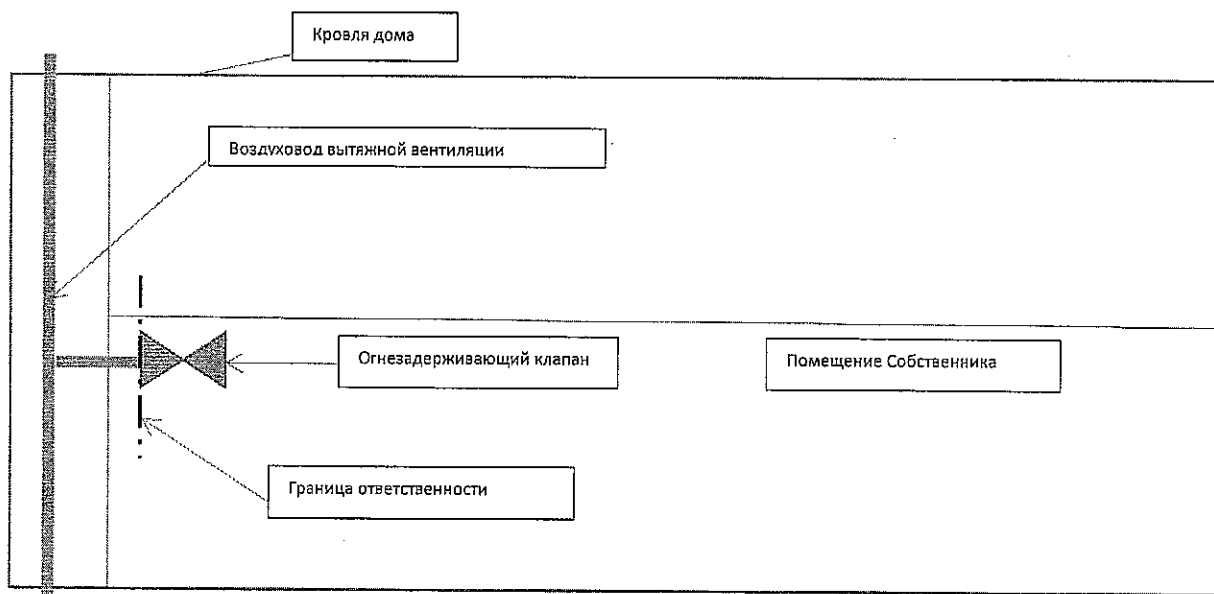 Кровля дома
Воздуховод вытяжной вентиляции
Огнезадерживающий клапан
Помещение Собственника
Граница ответственности